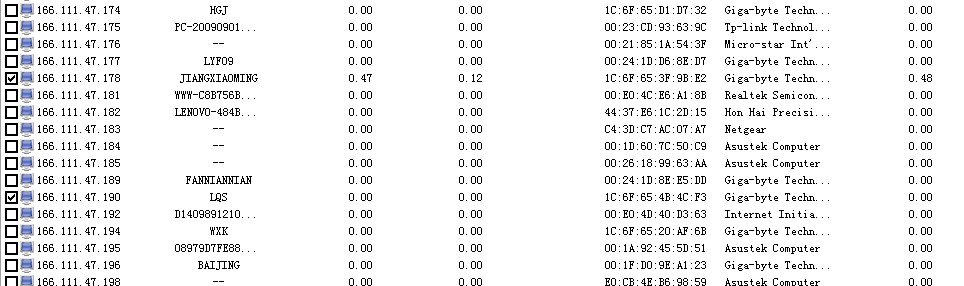 166.111.47.174 HGJ 0.00 0.00 1C:6F:65:D1:D7:32 Giga-byte Techn... 0.00
166.111.47.175 PC-20090901... 0.00 0.00 00:23:CD:93:63:9C Tp-link Technol... 0.00
166.111.47.176 -- 0.00 0.00 00:21:85:1A:54:3F Micro-star Int'... 0.00
166.111.47.177 LYF09 0.00 0.00 00:24:1D:D6:8E:D7 Giga-byte Techn... 0.00
166.111.47.178 JIANGXIAOMING 0.47 0.12 1C:6F:65:3F:9B:E2 Giga-byte Techn... 0.48
166.111.47.181 WWW-C8B756B... 0.00 0.00 00:E0:4C:E6:A1:8B Realtek Semicon... 0.00
166.111.47.182 LENOVO-484B... 0.00 0.00 44:37:E6:1C:2D:15 Hon Hai Precisi... 0.00
166.111.47.183 -- 0.00 0.00 C4:3D:C7:AC:07:A7 Netgear 0.00
166.111.47.184 -- 0.00 0.00 00:1D:60:7C:50:C9 Asustek Computer 0.00
166.111.47.185 -- 0.00 0.00 00:26:18:99:63:AA Asustek Computer 0.00
166.111.47.189 FANNIANNIAN 0.00 0.00 00:24:1D:8E:E5:DD Giga-byte Techn... 0.00
166.111.47.190 LQS 0.00 0.00 1C:6F:65:4B:4C:F3 Giga-byte Techn... 0.00
166.111.47.192 D1409891210... 0.00 0.00 00:E0:4D:40:D3:63 Internet Initia... 0.00
166.111.47.194 WXK 0.00 0.00 1C:6F:65:20:AF:6B Giga-byte Techn... 0.00
166.111.47.195 08979D7FE88... 0.00 0.00 00:1A:92:45:5D:51 Asustek Computer 0.00
166.111.47.196 BAIJING 0.00 0.00 00:1F:D0:9E:A1:23 Giga-byte Techn... 0.00
166.111.47.198 -- 0.00 0.00 E0:CB:4E:B6:98:59 Asustek Computer 0.00